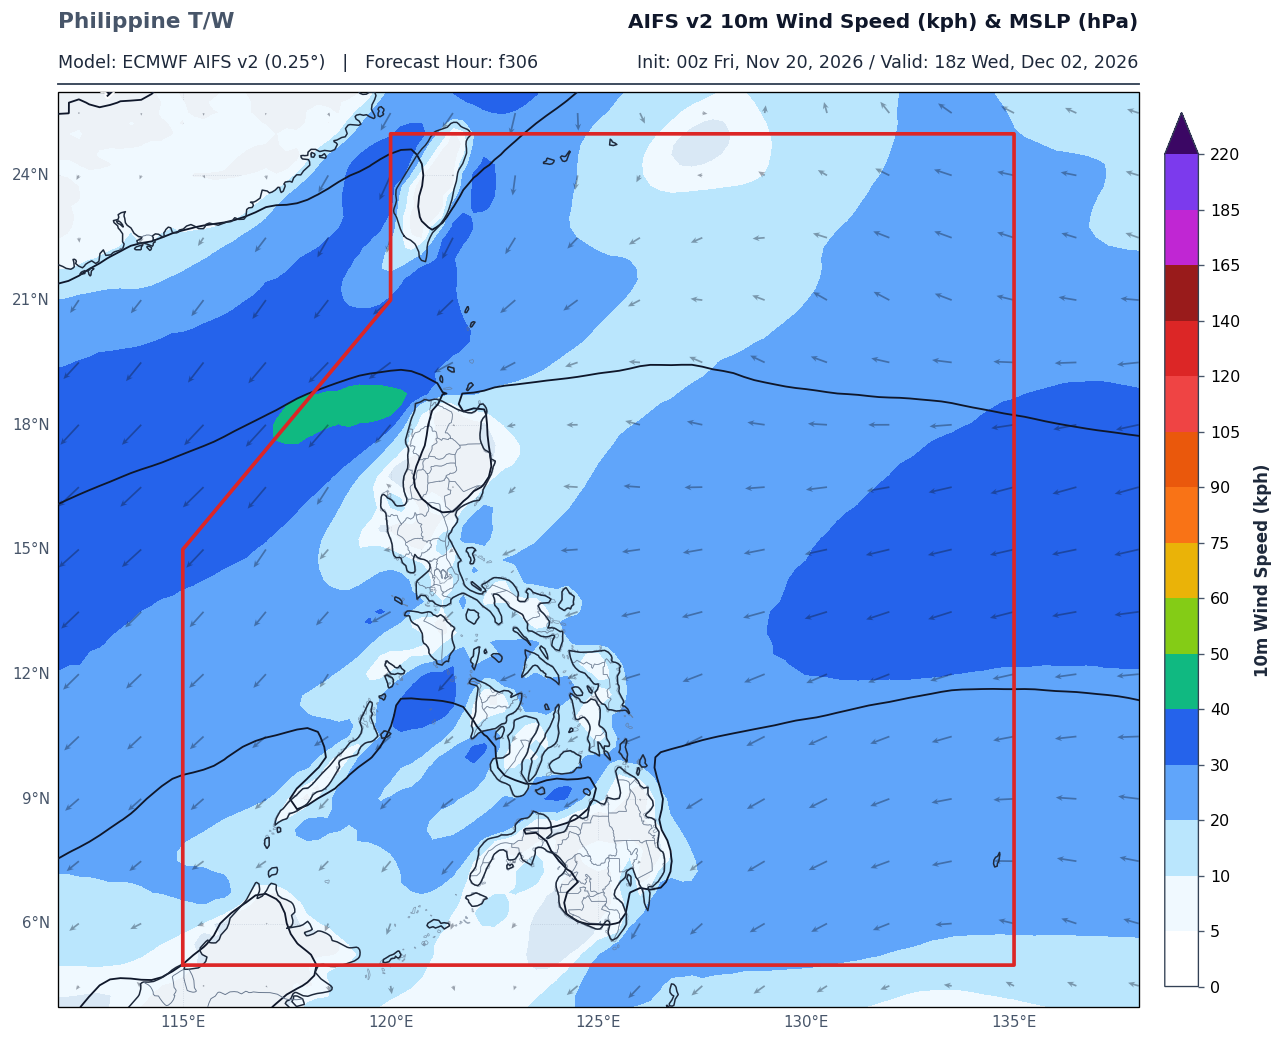 Philippine T/W
AIFS v2 10m Wind Speed (kph) & MSLP (hPa)
Model: ECMWF AIFS v2 (0.25°) | Forecast Hour: f306
Init: 00z Fri, Nov 20, 2026 / Valid: 18z Wed, Dec 02, 2026
24°N
21°N
18°N
15°N
12°N
9°N
6°N
115°E
120°E
125°E
130°E
135°E
220
185
165
140
120
105
90
75
60
50
40
30
20
10
5
0
10m Wind Speed (kph)